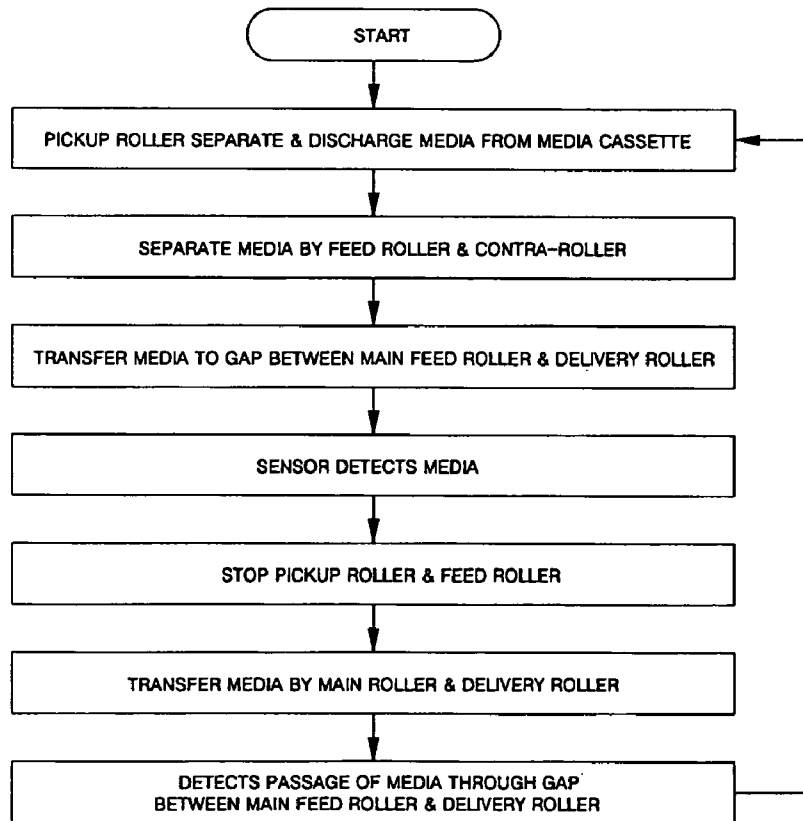 START
PICKUP ROLLER SEPARATE & DISCHARGE MEDIA FROM MEDIA CASSETTE
SEPARATE MEDIA BY FEED ROLLER & CONTRA-ROLLER
TRANSFER MEDIA TO GAP BETWEEN MAIN FEED ROLLER & DELIVERY ROLLER
SENSOR DETECTS MEDIA
STOP PICKUP ROLLER & FEED ROLLER
TRANSFER MEDIA BY MAIN ROLLER & DELIVERY ROLLER
DETECTS PASSAGE OF MEDIA THROUGH GAP
BETWEEN MAIN FEED ROLLER & DELIVERY ROLLER